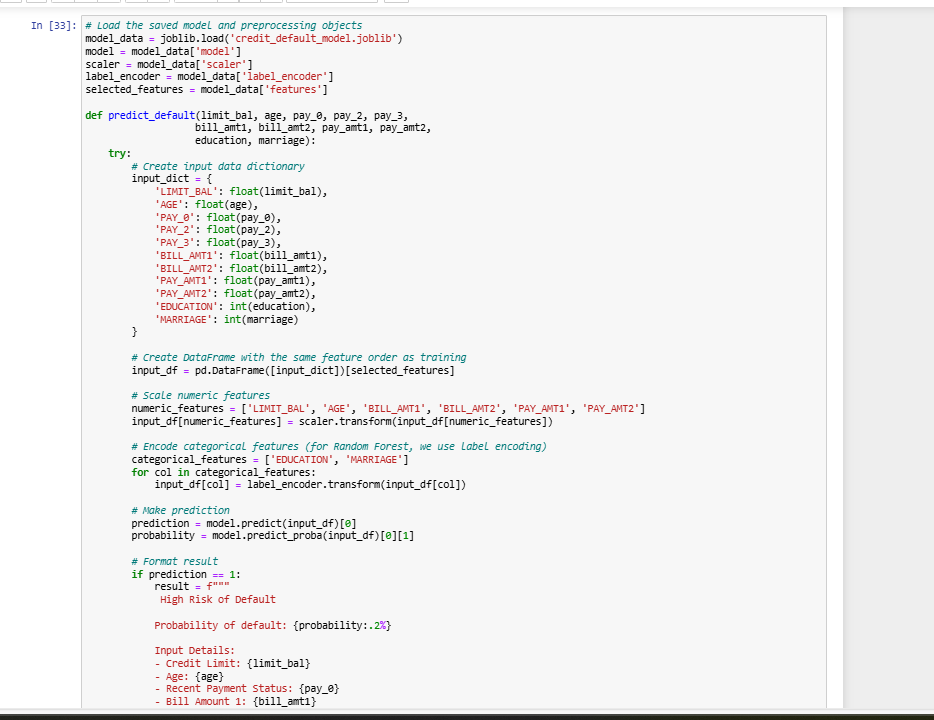 In [33]: # Load the saved model and preprocessing objects
model_data = joblib.load('credit_default_model.joblib')
model = model_data['model']
scaler = model_data['scaler']
label_encoder = model_data['label_encoder']
selected_features = model_data['features']

def predict_default(limit_bal, age, pay_0, pay_2, pay_3,
                   bill_amt1, bill_amt2, pay_amt1, pay_amt2,
                   education, marriage):
    try:
        # Create input data dictionary
        input_dict = {
            'LIMIT_BAL': float(limit_bal),
            'AGE': float(age),
            'PAY_0': float(pay_0),
            'PAY_2': float(pay_2),
            'PAY_3': float(pay_3),
            'BILL_AMT1': float(bill_amt1),
            'BILL_AMT2': float(bill_amt2),
            'PAY_AMT1': float(pay_amt1),
            'PAY_AMT2': float(pay_amt2),
            'EDUCATION': int(education),
            'MARRIAGE': int(marriage)
        }

        # Create DataFrame with the same feature order as training
        input_df = pd.DataFrame([input_dict])[selected_features]

        # Scale numeric features
        numeric_features = ['LIMIT_BAL', 'AGE', 'BILL_AMT1', 'BILL_AMT2', 'PAY_AMT1', 'PAY_AMT2']
        input_df[numeric_features] = scaler.transform(input_df[numeric_features])

        # Encode categorical features (for Random Forest, we use label encoding)
        categorical_features = ['EDUCATION', 'MARRIAGE']
        for col in categorical_features:
            input_df[col] = label_encoder.transform(input_df[col])

        # Make prediction
        prediction = model.predict(input_df)[0]
        probability = model.predict_proba(input_df)[0][1]

        # Format result
        if prediction == 1:
            result = f"""
             High Risk of Default

            Probability of default: {probability:.2%}

            Input Details:
            - Credit Limit: {limit_bal}
            - Age: {age}
            - Recent Payment Status: {pay_0}
            - Bill Amount 1: {bill_amt1}